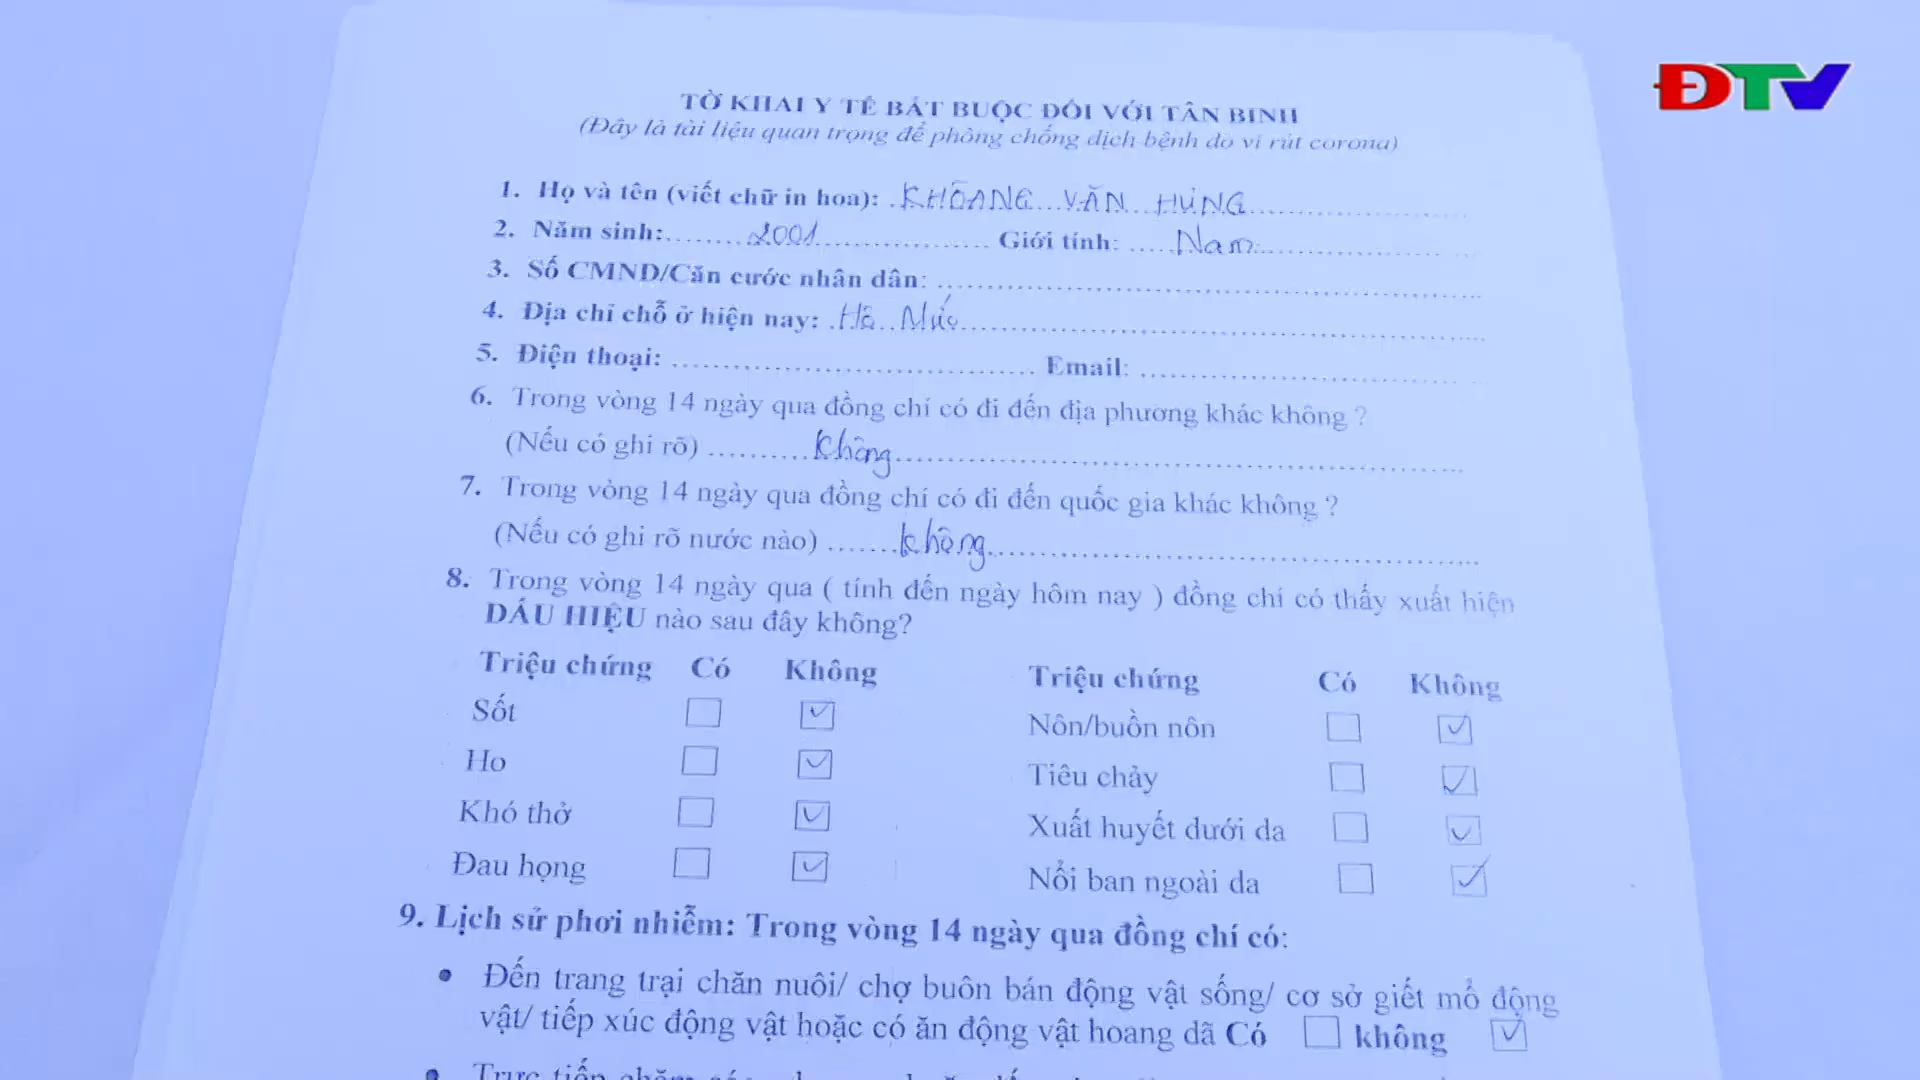 ĐTV
TỜ KHAI Y TẾ BẮT BUỘC ĐỐI VỚI TÂN BINH
(Đây là tài liệu quan trọng để phòng chống dịch bệnh do vi rút corona)
1. Họ và tên (viết chữ in hoa): KHOANG VĂN HÙNG
2. Năm sinh: 2001 Giới tính: Nam
3. Số CMND/Căn cước nhân dân:
4. Địa chỉ chỗ ở hiện nay:
5. Điện thoại: Email:
6. Trong vòng 14 ngày qua đồng chí có đi đến địa phương khác không ?
(Nếu có ghi rõ) Không
7. Trong vòng 14 ngày qua đồng chí có đi đến quốc gia khác không ?
(Nếu có ghi rõ nước nào) không
8. Trong vòng 14 ngày qua ( tính đến ngày hôm nay ) đồng chí có thấy xuất hiện
DẤU HIỆU nào sau đây không?
Triệu chứng Có Không Triệu chứng Có Không
Sốt Nôn/buồn nôn
Ho Tiêu chảy
Khó thở Xuất huyết dưới da
Đau họng Nổi ban ngoài da
9. Lịch sử phơi nhiễm: Trong vòng 14 ngày qua đồng chí có:
• Đến trang trại chăn nuôi/ chợ buôn bán động vật sống/ cơ sở giết mổ động
vật/ tiếp xúc động vật hoặc có ăn động vật hoang dã Có không
• Trực tiếp